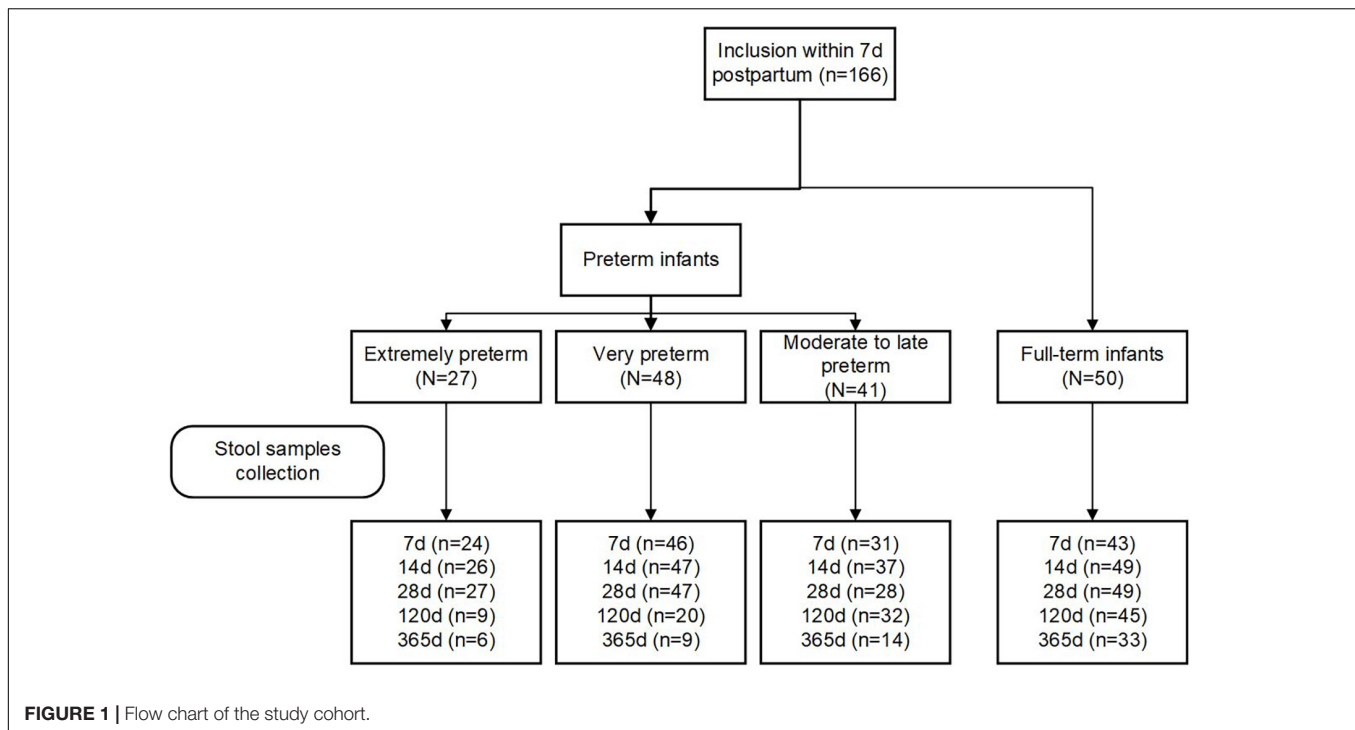 Inclusion within 7d
postpartum (n=166)
Preterm infants
Extremely preterm
(N=27)
Very preterm
(N=48)
Moderate to late
preterm
(N=41)
Full-term infants
(N=50)
Stool samples
collection
7d (n=24)
14d (n=26)
28d (n=27)
120d (n=9)
365d (n=6)
7d (n=46)
14d (n=47)
28d (n=47)
120d (n=20)
365d (n=9)
7d (n=31)
14d (n=37)
28d (n=28)
120d (n=32)
365d (n=14)
7d (n=43)
14d (n=49)
28d (n=49)
120d (n=45)
365d (n=33)
FIGURE 1 | Flow chart of the study cohort.